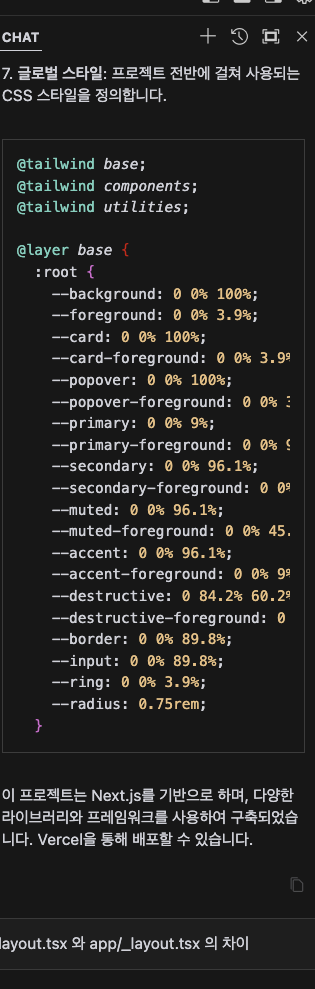 CHAT
7. 글로벌 스타일: 프로젝트 전반에 걸쳐 사용되는
CSS 스타일을 정의합니다.
@tailwind base;
@tailwind components;
@tailwind utilities;
@layer base {
:root {
--background: 0 0% 100%;
--foreground: 0 0% 3.9%;
--card: 0 0% 100%;
--card-foreground: 0 0% 3.9%
--popover: 0 0% 100%;
--popover-foreground: 0 0% 3
--primary: 0 0% 9%;
--primary-foreground: 0 0% 9
--secondary: 0 0% 96.1%;
--secondary-foreground: 0 0%
--muted: 0 0% 96.1%;
--muted-foreground: 0 0% 45.
--accent: 0 0% 96.1%;
--accent-foreground: 0 0% 9%
--destructive: 0 84.2% 60.2%
--destructive-foreground: 0
--border: 0 0% 89.8%;
--input: 0 0% 89.8%;
--ring: 0 0% 3.9%;
--radius: 0.75rem;
}
이 프로젝트는 Next.js를 기반으로 하며, 다양한
라이브러리와 프레임워크를 사용하여 구축되었습
니다. Vercel을 통해 배포할 수 있습니다.
layout.tsx 와 app/_layout.tsx 의 차이